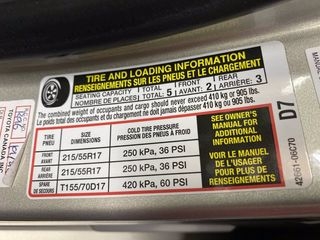 TIRE AND LOADING INFORMATION
RENSEIGNEMENTS SUR LES PNEUS ET LE CHARGEMENT
SEATING CAPACITY TOTAL FRONT REAR
NOMBRE DE PLACES TOTAL : 5 AVANT : 2 ARRIÈRE : 3
The combined weight of occupants and cargo should never exceed 410 kg or 905 lbs.
Le poids total des occupants et du chargement ne doit jamais dépasser 410 kg ou 905 lbs.
TIRE SIZE COLD TIRE PRESSURE
PNEU DIMENSIONS PRESSION DES PNEUS À FROID
FRONT
AVANT 215/55R17 250 kPa, 36 PSI
REAR
ARRIÈRE 215/55R17 250 kPa, 36 PSI
SPARE
DE SECOURS T155/70D17 420 kPa, 60 PSI
SEE OWNER'S
MANUAL FOR
ADDITIONAL
INFORMATION
VOIR LE MANUEL
DE L'USAGER
POUR PLUS DE
RENSEIGNEMENTS
D7
42661-06C70
TOYOTA CANADA INC